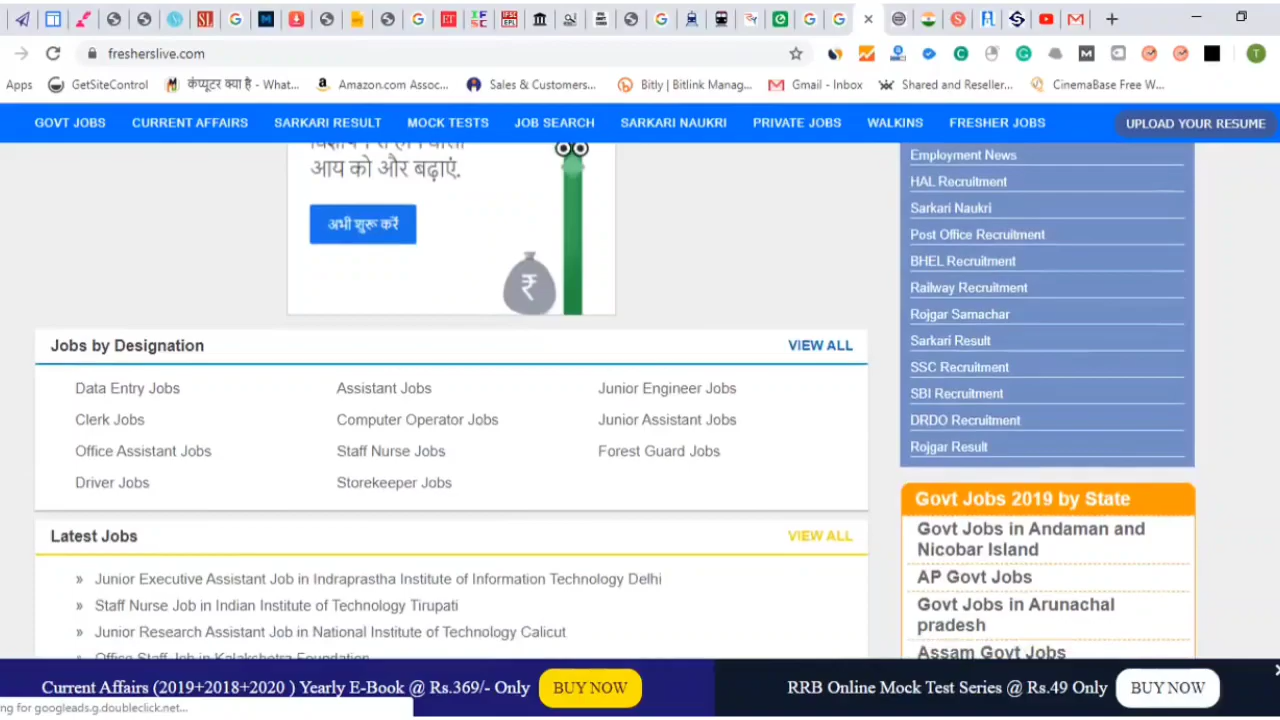 fresherslive.com
Apps GetSiteControl कंप्यूटर क्या है - What... Amazon.com Assoc... Sales & Customers... Bitly | Bitlink Manag... Gmail - Inbox Shared and Reseller... CinemaBase Free W...
GOVT JOBS CURRENT AFFAIRS SARKARI RESULT MOCK TESTS JOB SEARCH SARKARI NAUKRI PRIVATE JOBS WALKINS FRESHER JOBS UPLOAD YOUR RESUME
आय को और बढ़ाएं.
अभी शुरू करें
₹
Jobs by Designation VIEW ALL
Data Entry Jobs Assistant Jobs Junior Engineer Jobs
Clerk Jobs Computer Operator Jobs Junior Assistant Jobs
Office Assistant Jobs Staff Nurse Jobs Forest Guard Jobs
Driver Jobs Storekeeper Jobs
Latest Jobs VIEW ALL
» Junior Executive Assistant Job in Indraprastha Institute of Information Technology Delhi
» Staff Nurse Job in Indian Institute of Technology Tirupati
» Junior Research Assistant Job in National Institute of Technology Calicut
Office Staff Job in Kalakshetra Foundation
Employment News
HAL Recruitment
Sarkari Naukri
Post Office Recruitment
BHEL Recruitment
Railway Recruitment
Rojgar Samachar
Sarkari Result
SSC Recruitment
SBI Recruitment
DRDO Recruitment
Rojgar Result
Govt Jobs 2019 by State
Govt Jobs in Andaman and
Nicobar Island
AP Govt Jobs
Govt Jobs in Arunachal
pradesh
Assam Govt Jobs
Current Affairs (2019+2018+2020 ) Yearly E-Book @ Rs.369/- Only BUY NOW
RRB Online Mock Test Series @ Rs.49 Only BUY NOW
ng for googleads.g.doubleclick.net...